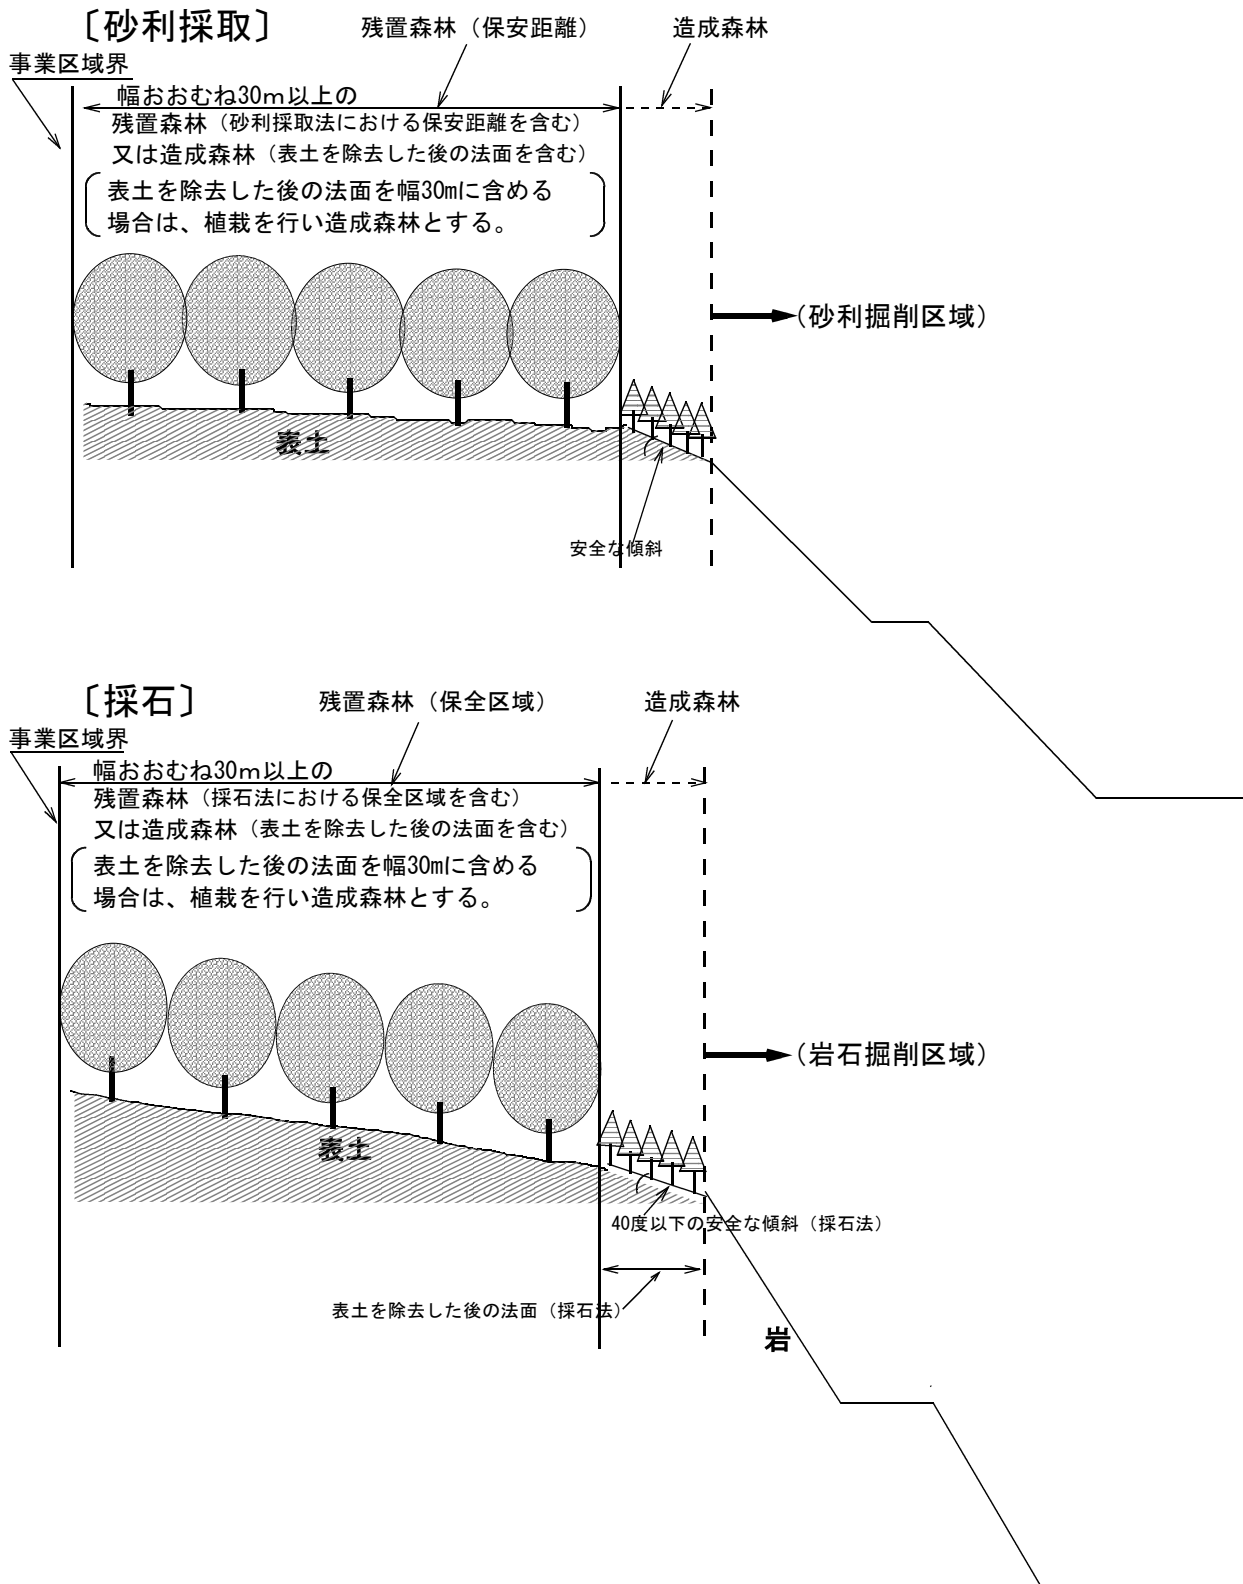 〔砂利採取〕
残置森林（保安距離）
造成森林
事業区域界
幅おおむね30ｍ以上の
残置森林（砂利採取法における保安距離を含む）
又は造成森林（表土を除去した後の法面を含む）
表土を除去した後の法面を幅30mに含める
場合は、植栽を行い造成森林とする。
（砂利掘削区域）
表土
安全な傾斜
〔採石〕
残置森林（保全区域）
造成森林
事業区域界
幅おおむね30ｍ以上の
残置森林（採石法における保全区域を含む）
又は造成森林（表土を除去した後の法面を含む）
表土を除去した後の法面を幅30mに含める
場合は、植栽を行い造成森林とする。
（岩石掘削区域）
表土
40度以下の安全な傾斜（採石法）
表土を除去した後の法面（採石法）
岩